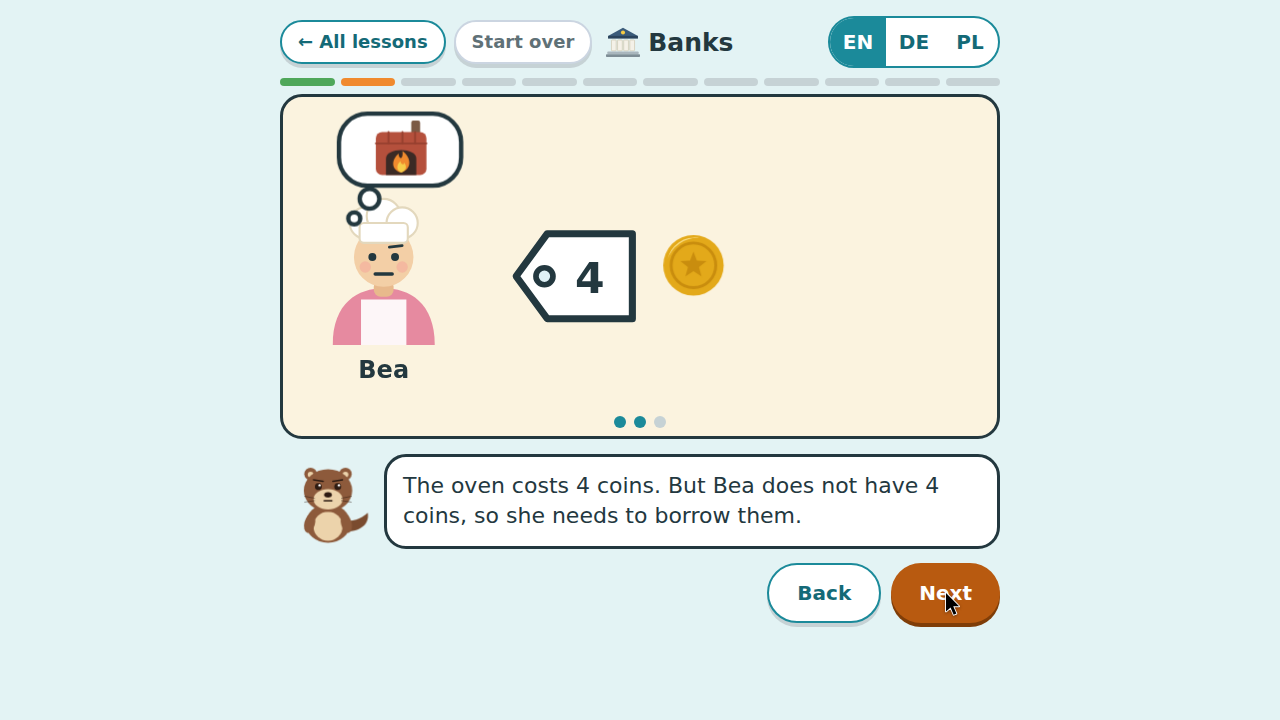 ← All lessons
Start over
Banks
EN
DE
PL
4
Bea
The oven costs 4 coins. But Bea does not have 4
coins, so she needs to borrow them.
Back
Next